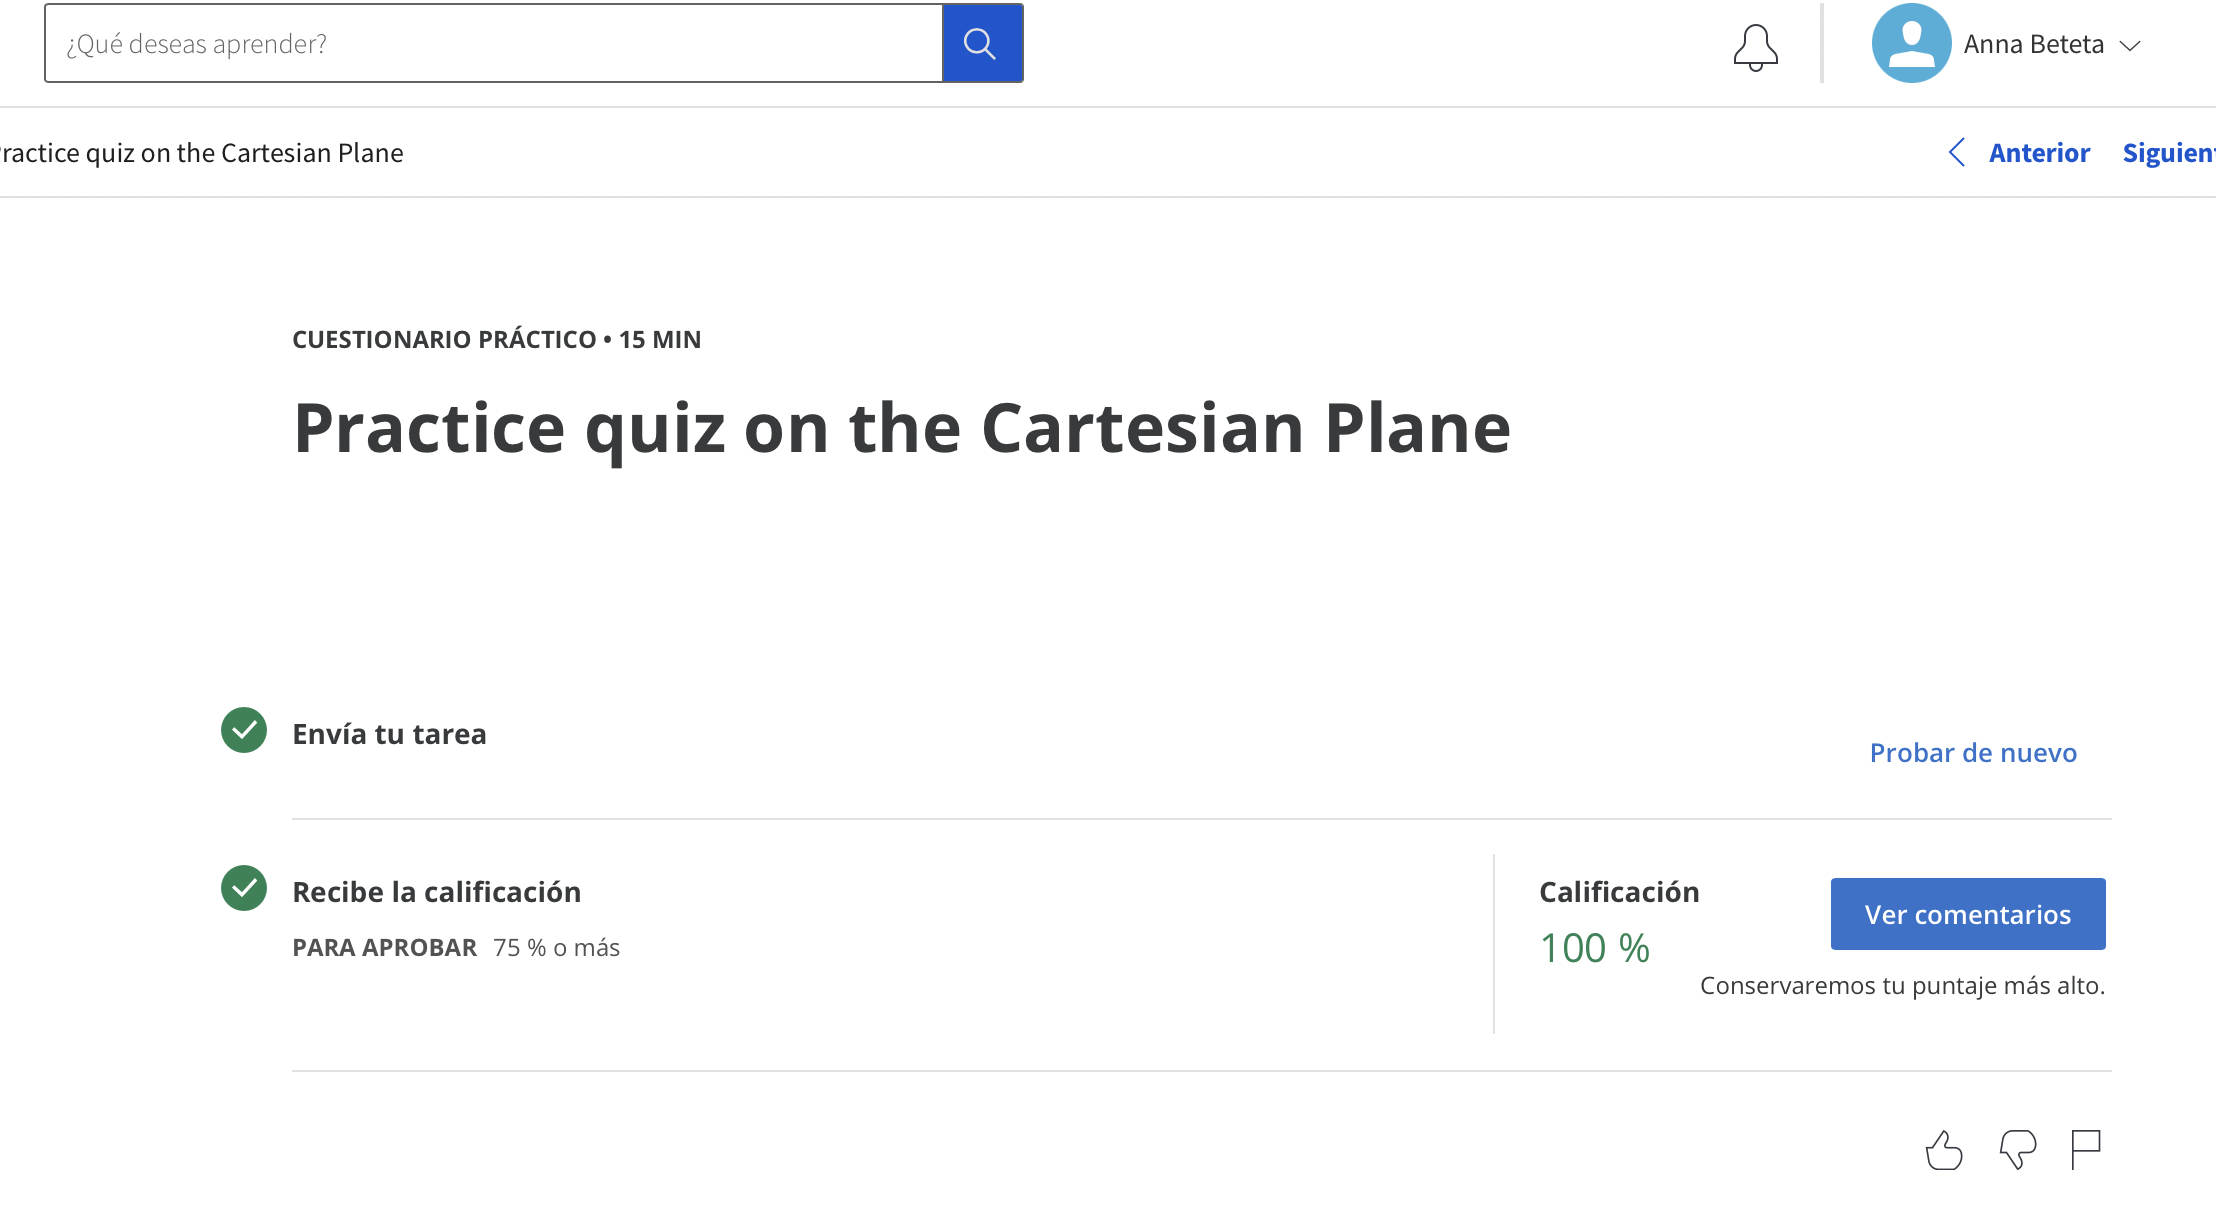 ¿Qué deseas aprender?
Anna Beteta
ractice quiz on the Cartesian Plane
Anterior
Siguien
CUESTIONARIO PRÁCTICO • 15 MIN
Practice quiz on the Cartesian Plane
Envía tu tarea
Probar de nuevo
Recibe la calificación
PARA APROBAR 75 % o más
Calificación
100 %
Ver comentarios
Conservaremos tu puntaje más alto.